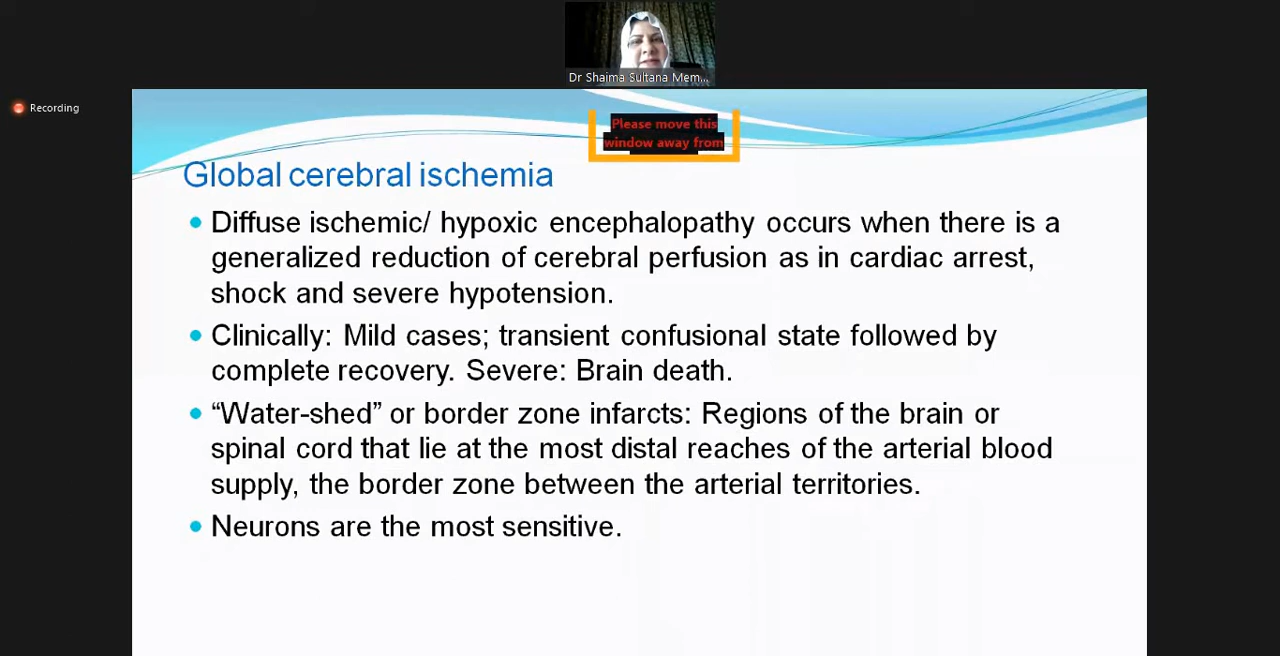 Dr Shaima Sultana Mem...
Recording
Please move this
window away from
Global cerebral ischemia
• Diffuse ischemic/ hypoxic encephalopathy occurs when there is a
generalized reduction of cerebral perfusion as in cardiac arrest,
shock and severe hypotension.
• Clinically: Mild cases; transient confusional state followed by
complete recovery. Severe: Brain death.
• “Water-shed” or border zone infarcts: Regions of the brain or
spinal cord that lie at the most distal reaches of the arterial blood
supply, the border zone between the arterial territories.
• Neurons are the most sensitive.